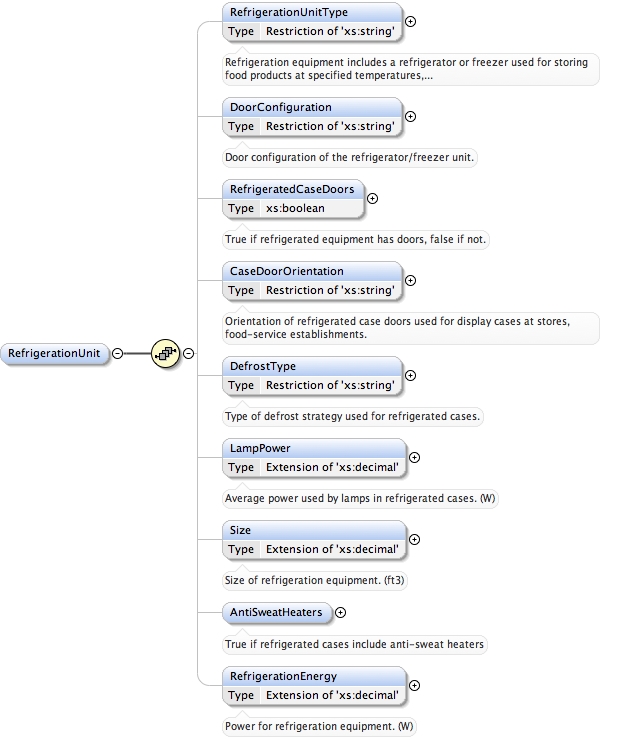 RefrigerationUnitType
Type Restriction of 'xs:string'
Refrigeration equipment includes a refrigerator or freezer used for storing
food products at specified temperatures,...
DoorConfiguration
Type Restriction of 'xs:string'
Door configuration of the refrigerator/freezer unit.
RefrigeratedCaseDoors
Type xs:boolean
True if refrigerated equipment has doors, false if not.
CaseDoorOrientation
Type Restriction of 'xs:string'
Orientation of refrigerated case doors used for display cases at stores,
food-service establishments.
RefrigerationUnit
DefrostType
Type Restriction of 'xs:string'
Type of defrost strategy used for refrigerated cases.
LampPower
Type Extension of 'xs:decimal'
Average power used by lamps in refrigerated cases. (W)
Size
Type Extension of 'xs:decimal'
Size of refrigeration equipment. (ft3)
AntiSweatHeaters
True if refrigerated cases include anti-sweat heaters
RefrigerationEnergy
Type Extension of 'xs:decimal'
Power for refrigeration equipment. (W)